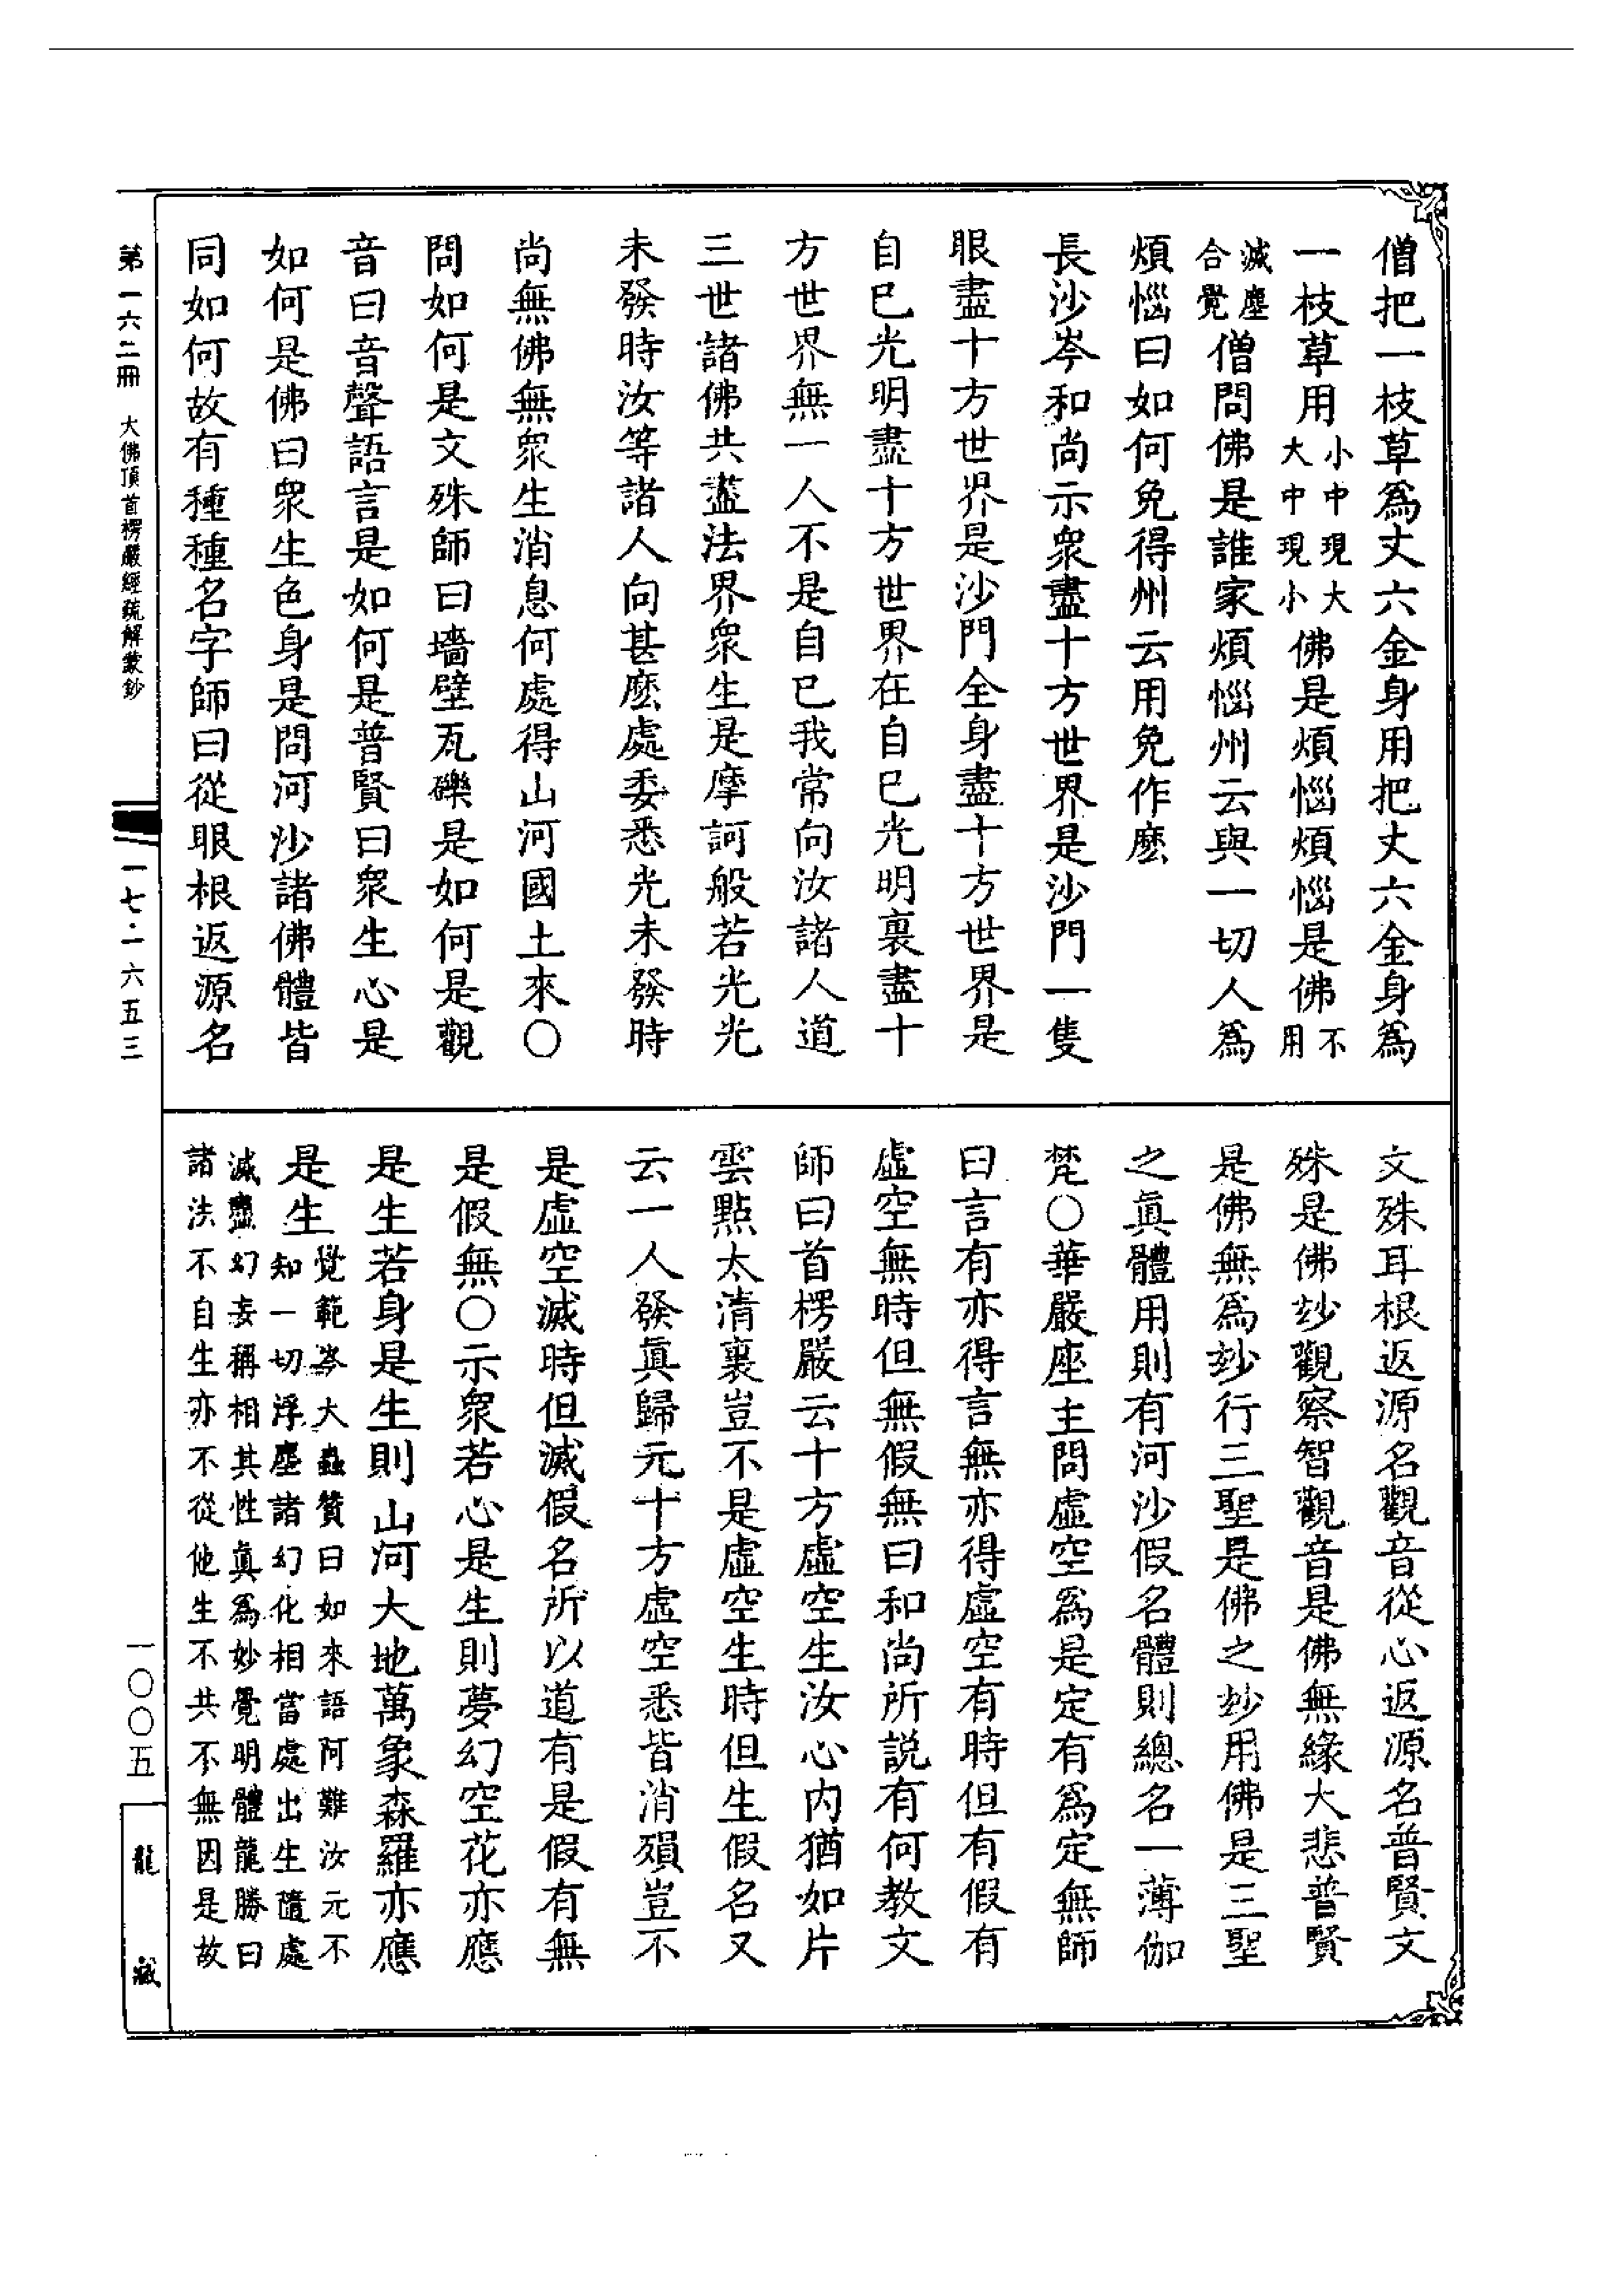 僧把一枝草爲丈六金身用把丈六金身爲
一枝草用小中現大大中現小佛是煩惱煩惱是佛不用
滅塵合覺僧問佛是誰家煩惱州云與一切人爲
煩惱曰如何免得州云用免作麽
長沙岑和尚示衆盡十方世界是沙門一隻
眼盡十方世界是沙門全身盡十方世界是
自巳光明盡十方世界在自巳光明裏盡十
方世界無一人不是自巳我常向汝諸人道
三世諸佛共盡法界衆生是摩訶般若光光
未發時汝等諸人向甚麽處委悉光未發時
尚無佛無衆生消息何處得山河國土來〇
問如何是文殊師曰墻壁瓦礫是如何是觀
音曰音聲語言是如何是普賢曰衆生心是
如何是佛曰衆生色身是問河沙諸佛體皆
同如何故有種種名字師曰從眼根返源名
文殊耳根返源名觀音從心返源名普賢文
殊是佛玅觀察智觀音是佛無緣大悲普賢
是佛無爲玅行三聖是佛之玅用佛是三聖
之眞體用則有河沙假名體則總名一薄伽
梵〇華嚴座主問虛空爲是定有爲定無師
曰言有亦得言無亦得虛空有時但有假有
虛空無時但無假無曰和尚所説有何教文
師曰首楞嚴云十方虛空生汝心内猶如片
雲點太清裏豈不是虛空生時但生假名又
云一人發眞歸元十方虛空悉皆消殞豈不
是虛空滅時但滅假名所以道有是假有無
是假無〇示衆若心是生則夢幻空花亦應
是生若身是生則山河大地萬象森羅亦應
是生覺範岑大蟲贊曰如來語阿難汝元不
知一切浮塵諸幻化相當處出生隨處
滅盡幻妄稱相其性眞爲妙覺明體龍勝曰
諸法不自生亦不從他生不共不無因是故
第一六二冊 大佛頂首楞嚴經疏解蒙鈔
一七·一六五三
一〇〇五
龍藏